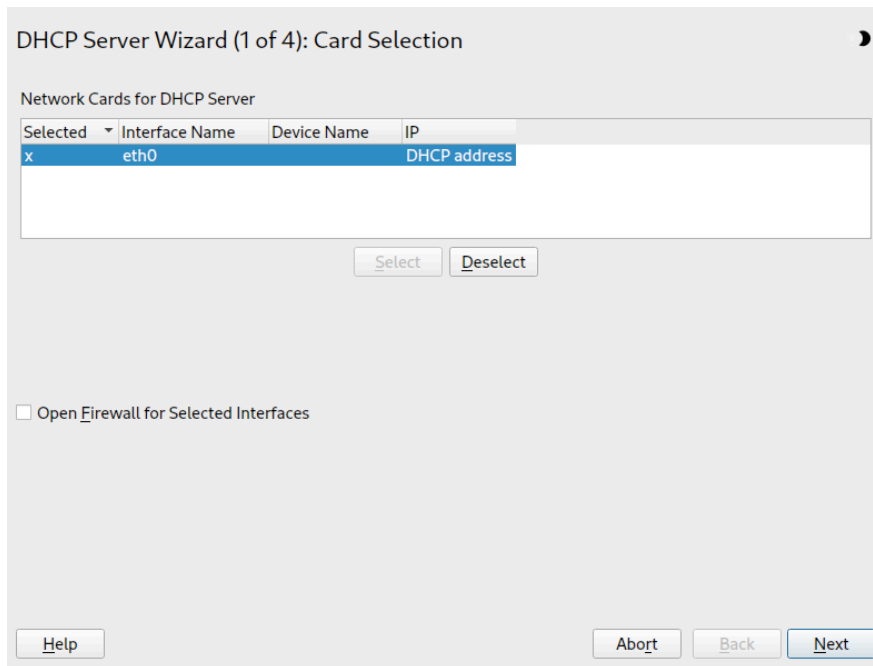 DHCP Server Wizard (1 of 4): Card Selection
Network Cards for DHCP Server
Selected Interface Name Device Name IP
x eth0 DHCP address
Select Deselect
Open Firewall for Selected Interfaces
Help Abort Back Next